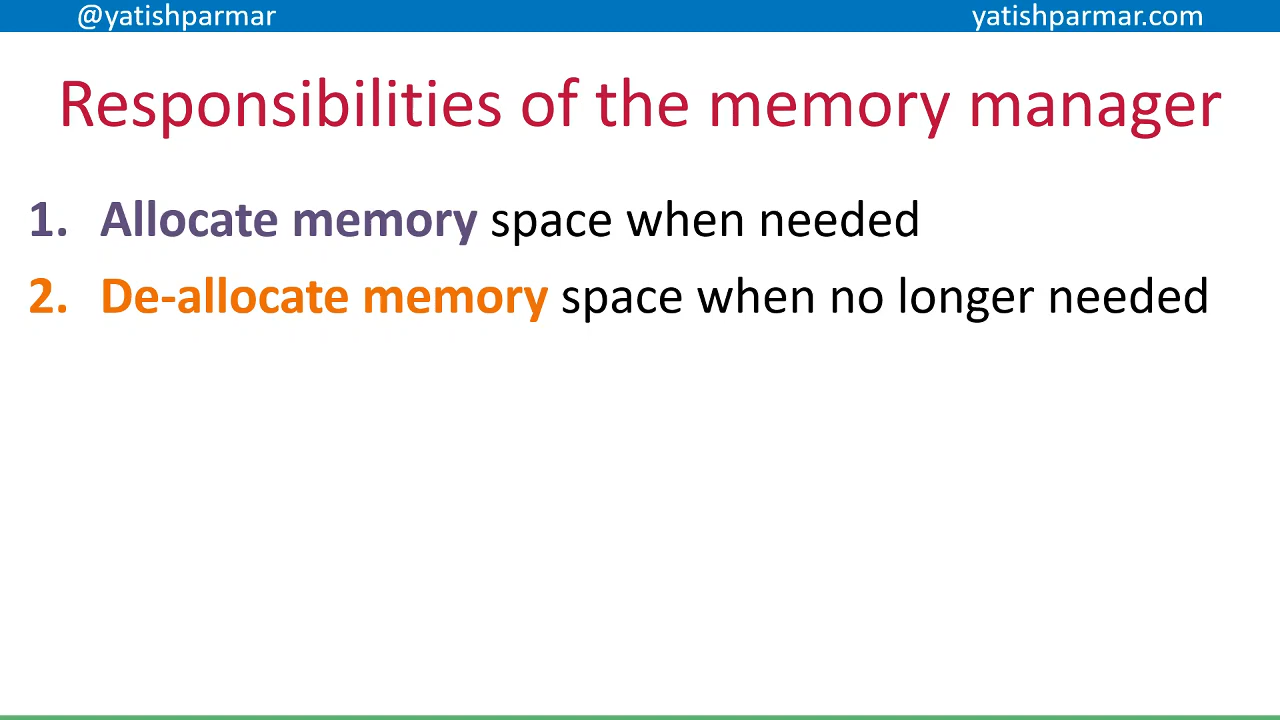 @yatishparmar
yatishparmar.com
Responsibilities of the memory manager
1. Allocate memory space when needed
2. De-allocate memory space when no longer needed